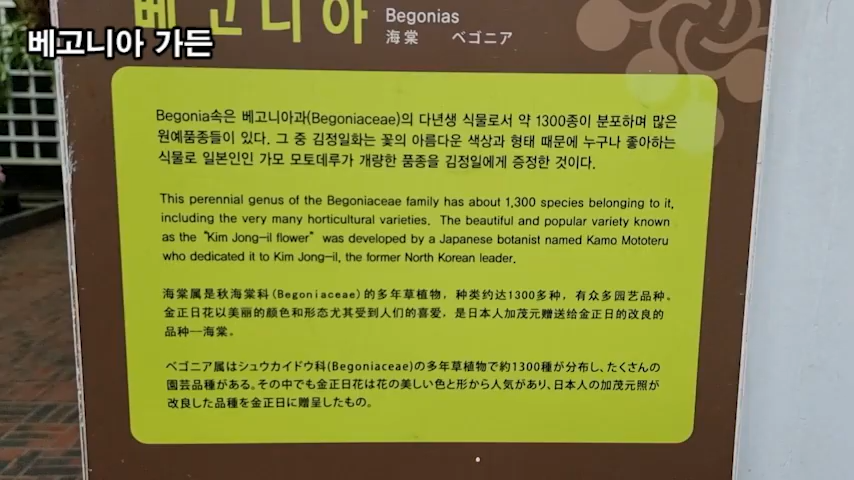 베고니아
Begonias
海棠 ベゴニア
베고니아 가든
Begonia속은 베고니아과(Begoniaceae)의 다년생 식물로서 약 1300종이 분포하며 많은
원예품종들이 있다. 그 중 김정일화는 꽃의 아름다운 색상과 형태 때문에 누구나 좋아하는
식물로 일본인인 가모 모토데루가 개량한 품종을 김정일에게 증정한 것이다.
This perennial genus of the Begoniaceae family has about 1,300 species belonging to it,
including the very many horticultural varieties. The beautiful and popular variety known
as the “Kim Jong-il flower” was developed by a Japanese botanist named Kamo Mototeru
who dedicated it to Kim Jong-il, the former North Korean leader.
海棠属是秋海棠科(Begoniaceae)的多年草植物，种类约达1300多种，有众多园艺品种。
金正日花以美丽的颜色和形态尤其受到人们的喜爱，是日本人加茂元赠送给金正日的改良的
品种—海棠。
ベゴニア属はシュウカイドウ科(Begoniaceae)の多年草植物で約1300種が分布し、たくさんの
園芸品種がある。その中でも金正日花は花の美しい色と形から人気があり、日本人の加茂元照が
改良した品種を金正日に贈呈したもの。